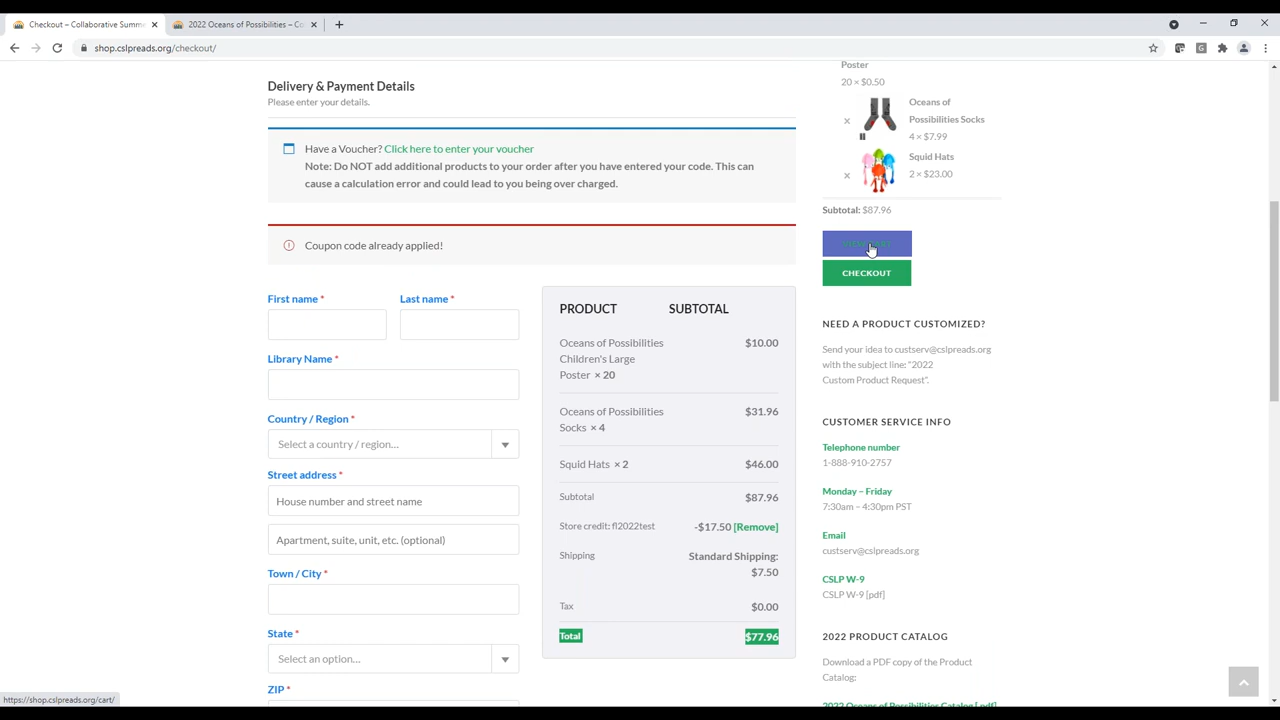 Checkout – Collaborative Summe
2022 Oceans of Possibilities – Co
shop.cslpreads.org/checkout/
Delivery & Payment Details
Please enter your details.
Have a Voucher? Click here to enter your voucher
Note: Do NOT add additional products to your order after you have entered your code. This can
cause a calculation error and could lead to you being over charged.
Coupon code already applied!
First name *
Last name *
Library Name *
Country / Region *
Select a country / region...
Street address *
House number and street name
Apartment, suite, unit, etc. (optional)
Town / City *
State *
Select an option...
ZIP *
PRODUCT SUBTOTAL
Oceans of Possibilities $10.00
Children's Large
Poster × 20
Oceans of Possibilities $31.96
Socks × 4
Squid Hats × 2 $46.00
Subtotal $87.96
Store credit: fl2022test -$17.50 [Remove]
Shipping Standard Shipping:
$7.50
Tax $0.00
Total $77.96
Poster
20 × $0.50
×
Oceans of
Possibilities Socks
4 × $7.99
×
Squid Hats
2 × $23.00
Subtotal: $87.96
VIEW CART
CHECKOUT
NEED A PRODUCT CUSTOMIZED?
Send your idea to custserv@cslpreads.org
with the subject line: "2022
Custom Product Request".
CUSTOMER SERVICE INFO
Telephone number
1-888-910-2757
Monday – Friday
7:30am – 4:30pm PST
Email
custserv@cslpreads.org
CSLP W-9
CSLP W-9 [pdf]
2022 PRODUCT CATALOG
Download a PDF copy of the Product
Catalog:
2022 Oceans of Possibilities Catalog [.pdf]
https://shop.cslpreads.org/cart/